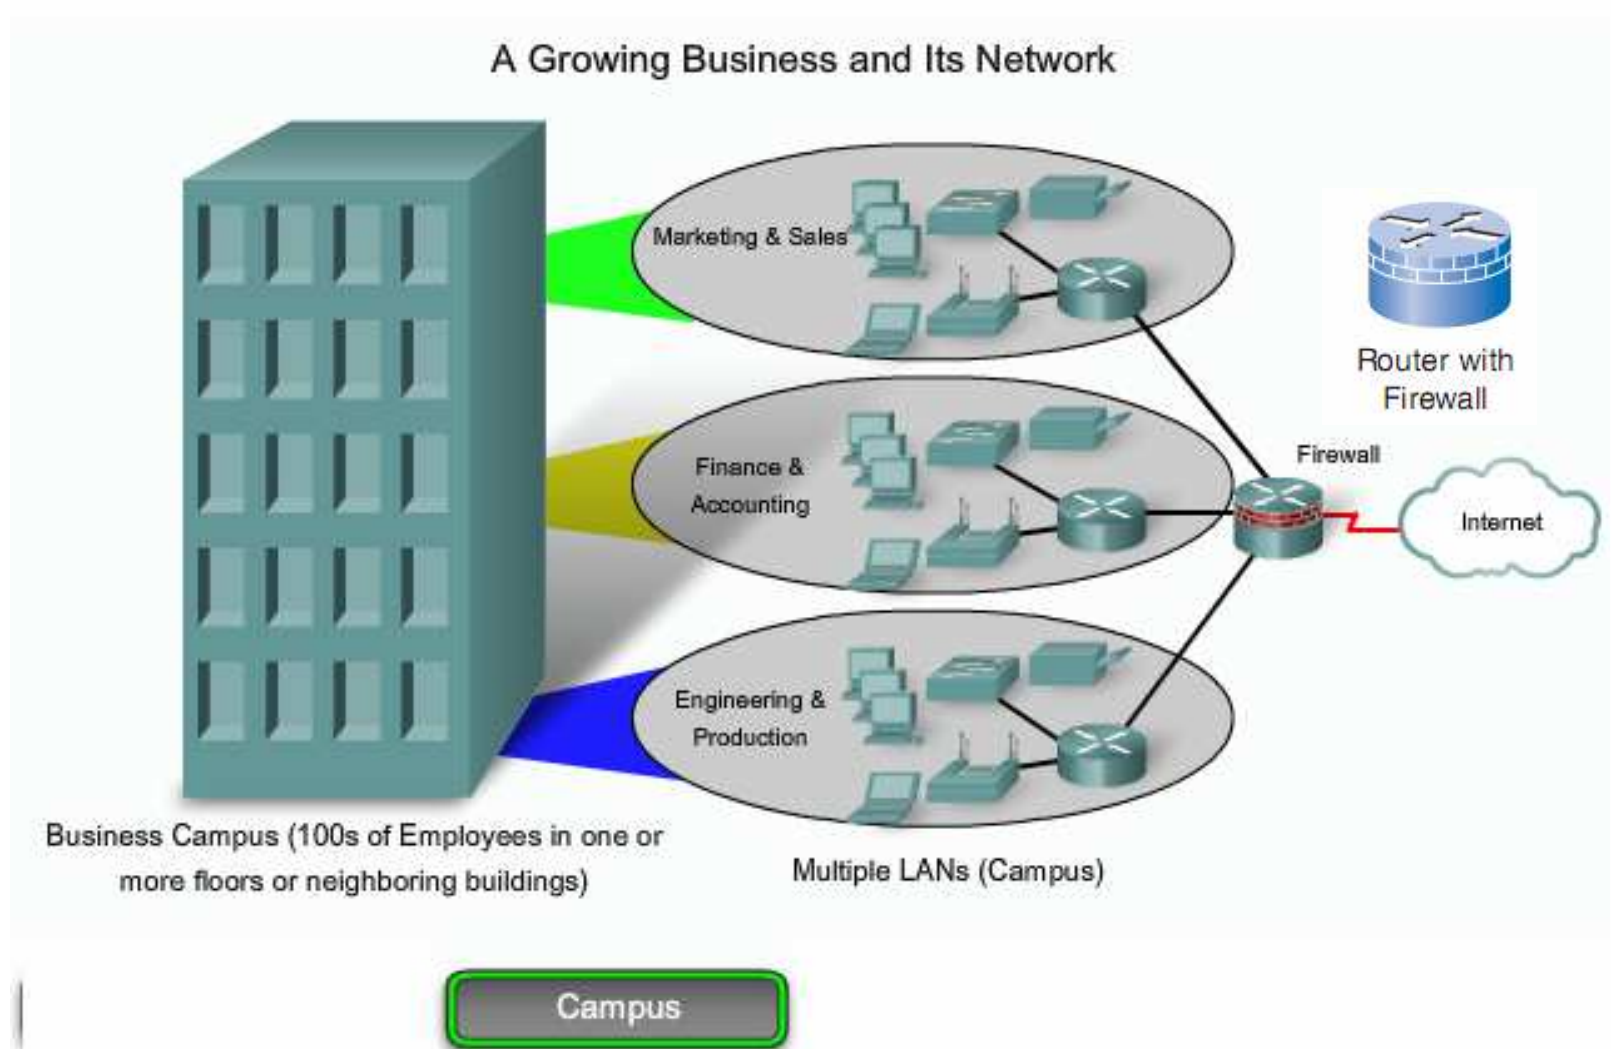 A Growing Business and Its Network
Marketing & Sales
Router with
Firewall
Finance &
Accounting
Firewall
Internet
Engineering &
Production
Business Campus (100s of Employees in one or
more floors or neighboring buildings)
Multiple LANs (Campus)
Campus